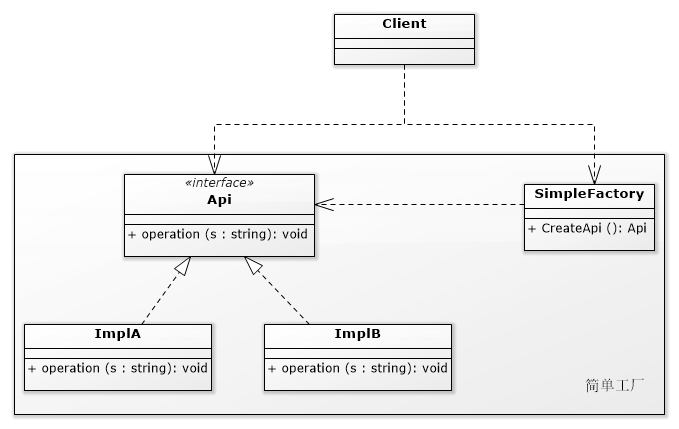 Client
«interface»
Api
+ operation (s : string): void
SimpleFactory
+ CreateApi (): Api
ImplA
+ operation (s : string): void
ImplB
+ operation (s : string): void
简单工厂